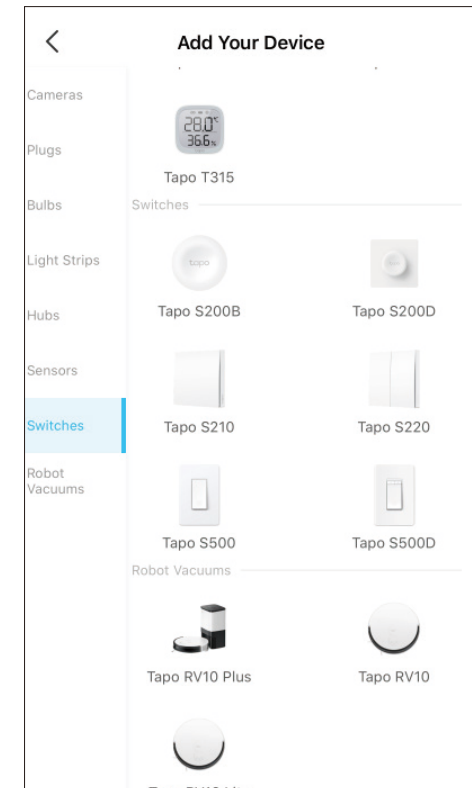 Add Your Device
Cameras
Plugs
Bulbs
Light Strips
Hubs
Sensors
Switches
Robot
Vacuums
28.0°C
36.6%
Tapo T315
Switches
tapo
Tapo S200B
Tapo S200D
Tapo S210
Tapo S220
Tapo S500
Tapo S500D
Robot Vacuums
Tapo RV10 Plus
Tapo RV10